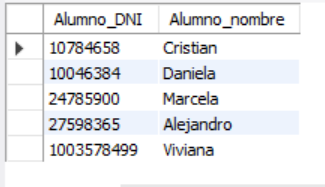 Alumno_DNI Alumno_nombre
10784658 Cristian
10046384 Daniela
24785900 Marcela
27598365 Alejandro
1003578499 Viviana